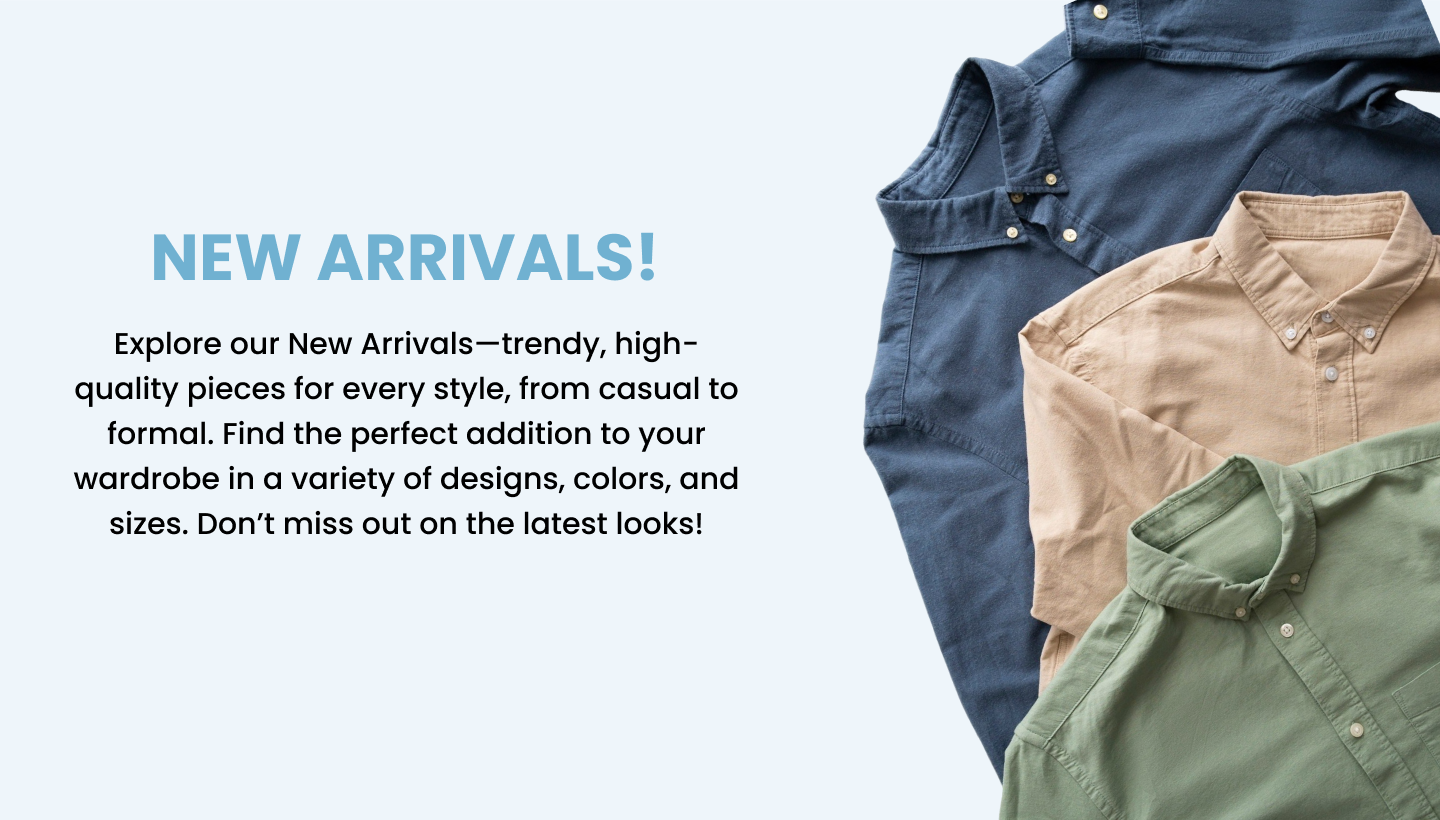 NEW ARRIVALS!
Explore our New Arrivals—trendy, high-
quality pieces for every style, from casual to
formal. Find the perfect addition to your
wardrobe in a variety of designs, colors, and
sizes. Don’t miss out on the latest looks!